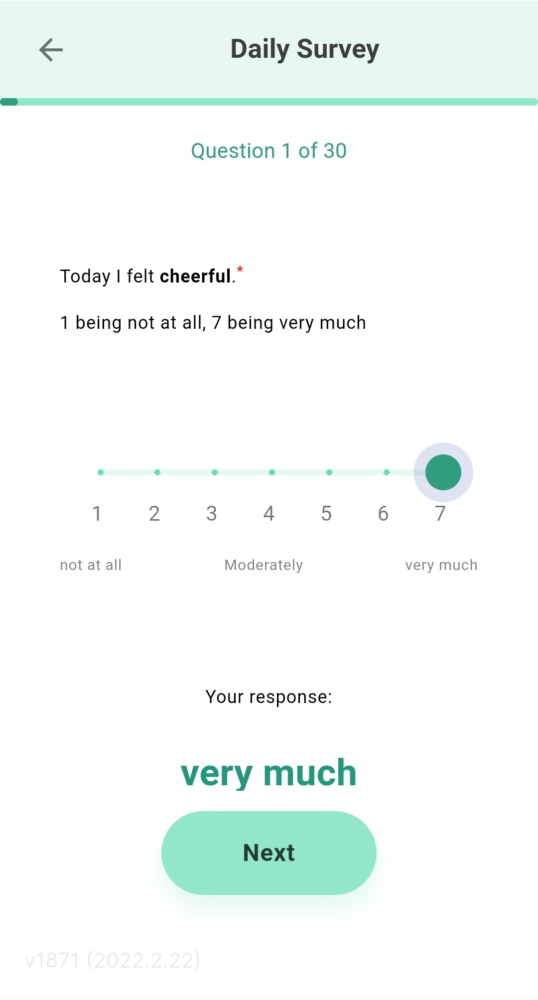 Daily Survey
Question 1 of 30
Today I felt cheerful.*
1 being not at all, 7 being very much
1 2 3 4 5 6 7
not at all Moderately very much
Your response:
very much
Next
v1871 (2022.2.22)